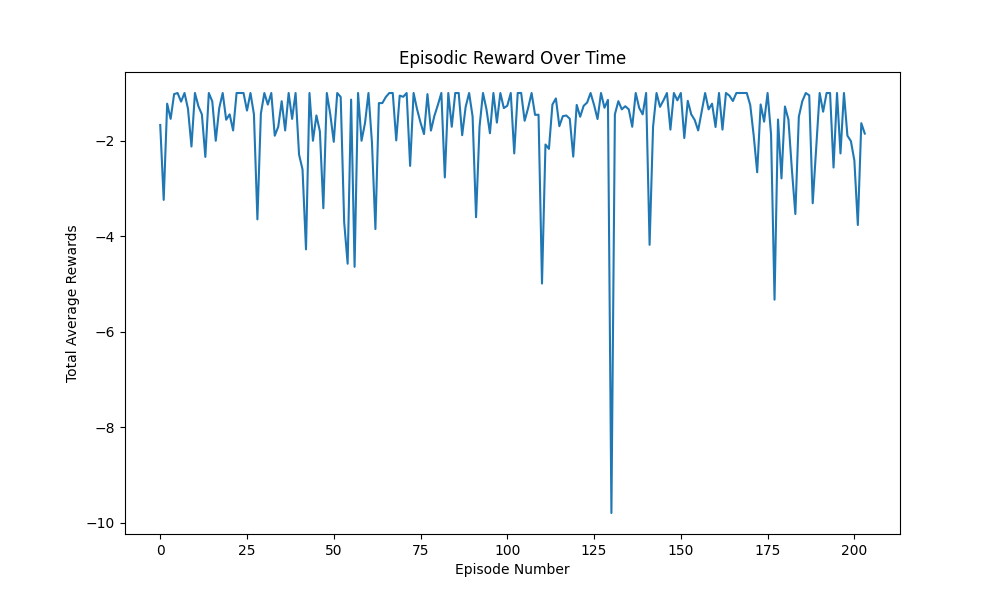 Episodic Reward Over Time
Total Average Rewards
−2
−4
−6
−8
−10
0 25 50 75 100 125 150 175 200
Episode Number